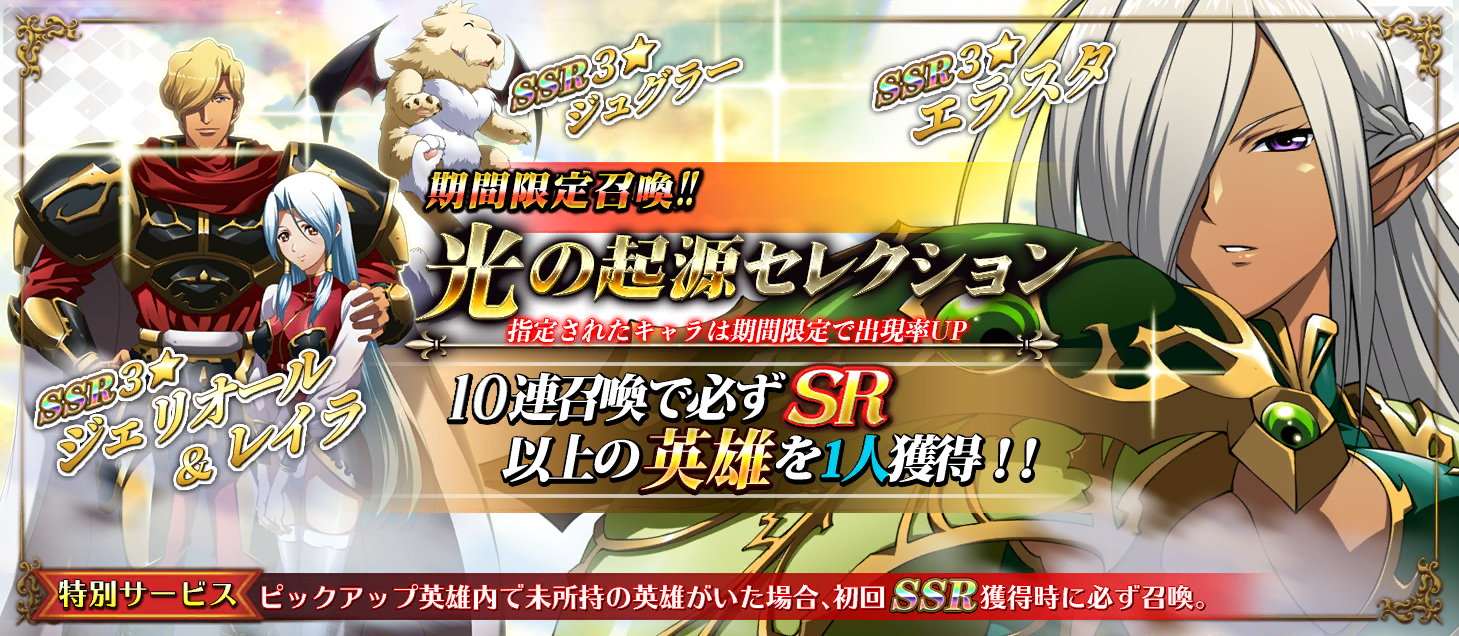 SSR3★
ジュグラー
SSR3★
エラスタ
期間限定召喚!!
光の起源セレクション
指定されたキャラは期間限定で出現率UP
SSR3★
ジェリオール
&レイラ
10連召喚で必ずSR
以上の英雄を1人獲得!!
特別サービス ピックアップ英雄内で未所持の英雄がいた場合、初回SSR獲得時に必ず召喚。